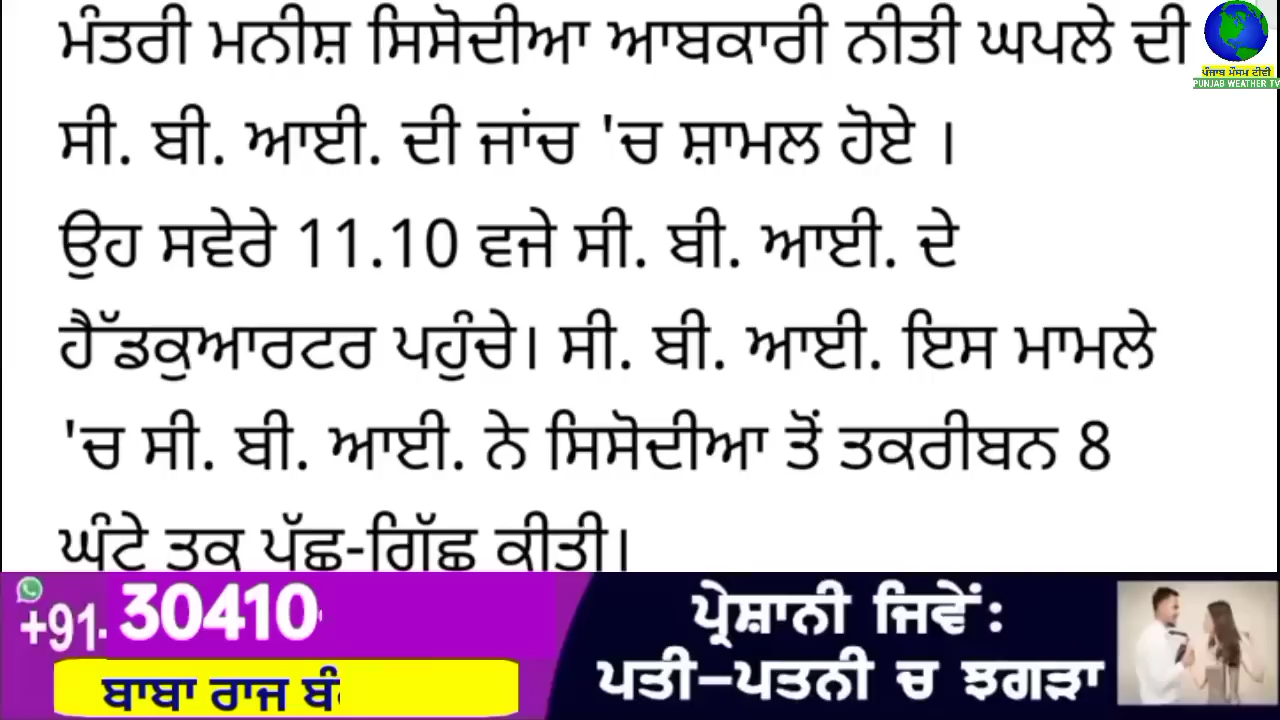 ਮੰਤਰੀ ਮਨੀਸ਼ ਸਿਸੋਦੀਆ ਆਬਕਾਰੀ ਨੀਤੀ ਘਪਲੇ ਦੀ
ਸੀ. ਬੀ. ਆਈ. ਦੀ ਜਾਂਚ 'ਚ ਸ਼ਾਮਲ ਹੋਏ ।
ਉਹ ਸਵੇਰੇ 11.10 ਵਜੇ ਸੀ. ਬੀ. ਆਈ. ਦੇ
ਹੈੱਡਕੁਆਰਟਰ ਪਹੁੰਚੇ। ਸੀ. ਬੀ. ਆਈ. ਇਸ ਮਾਮਲੇ
'ਚ ਸੀ. ਬੀ. ਆਈ. ਨੇ ਸਿਸੋਦੀਆ ਤੋਂ ਤਕਰੀਬਨ 8
ਘੰਟੇ ਤਕ ਪੁੱਛ-ਗਿੱਛ ਕੀਤੀ।
ਪੰਜਾਬ ਮੌਸਮ ਟੀਵੀ
PUNJAB WEATHER TV
+91- 30410
ਬਾਬਾ ਰਾਜ
ਪ੍ਰੇਸ਼ਾਨੀ ਜਿਵੇਂ:
ਪਤੀ-ਪਤਨੀ ਚ ਝਗੜਾ